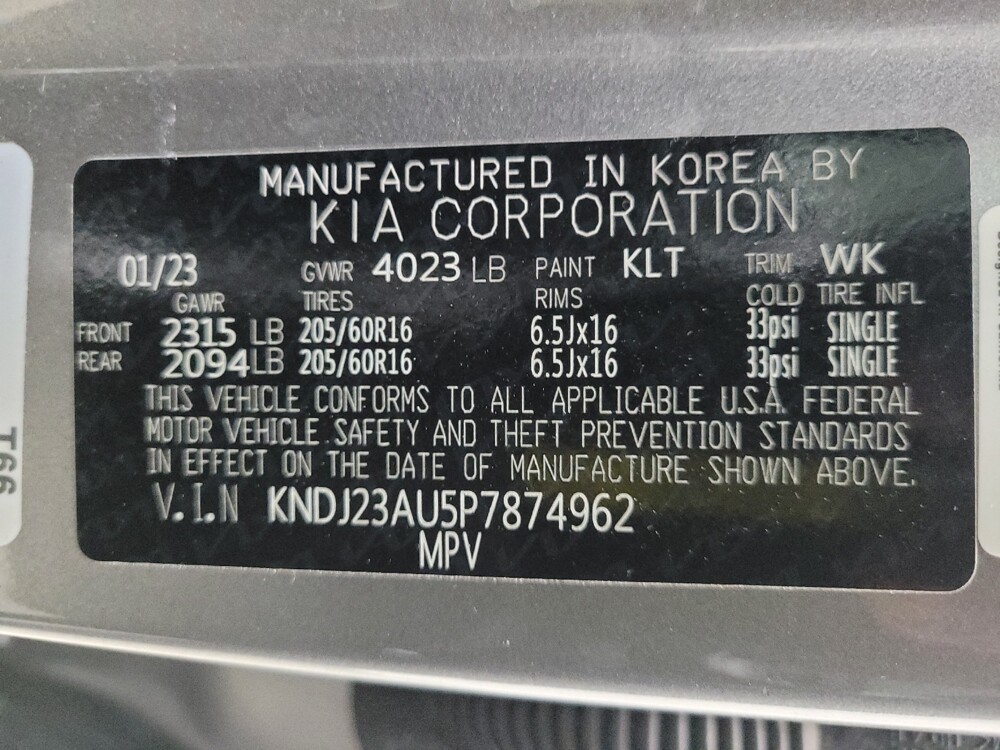 MANUFACTURED IN KOREA BY
KIA CORPORATION
01/23 GVWR 4023 LB PAINT KLT TRIM WK
GAWR TIRES RIMS COLD TIRE INFL
FRONT 2315 LB 205/60R16 6.5Jx16 33psi SINGLE
REAR 2094 LB 205/60R16 6.5Jx16 33psi SINGLE
THIS VEHICLE CONFORMS TO ALL APPLICABLE U.S.A. FEDERAL
MOTOR VEHICLE SAFETY AND THEFT PREVENTION STANDARDS
IN EFFECT ON THE DATE OF MANUFACTURE SHOWN ABOVE.
V.I.N KNDJ23AU5P7874962
MPV